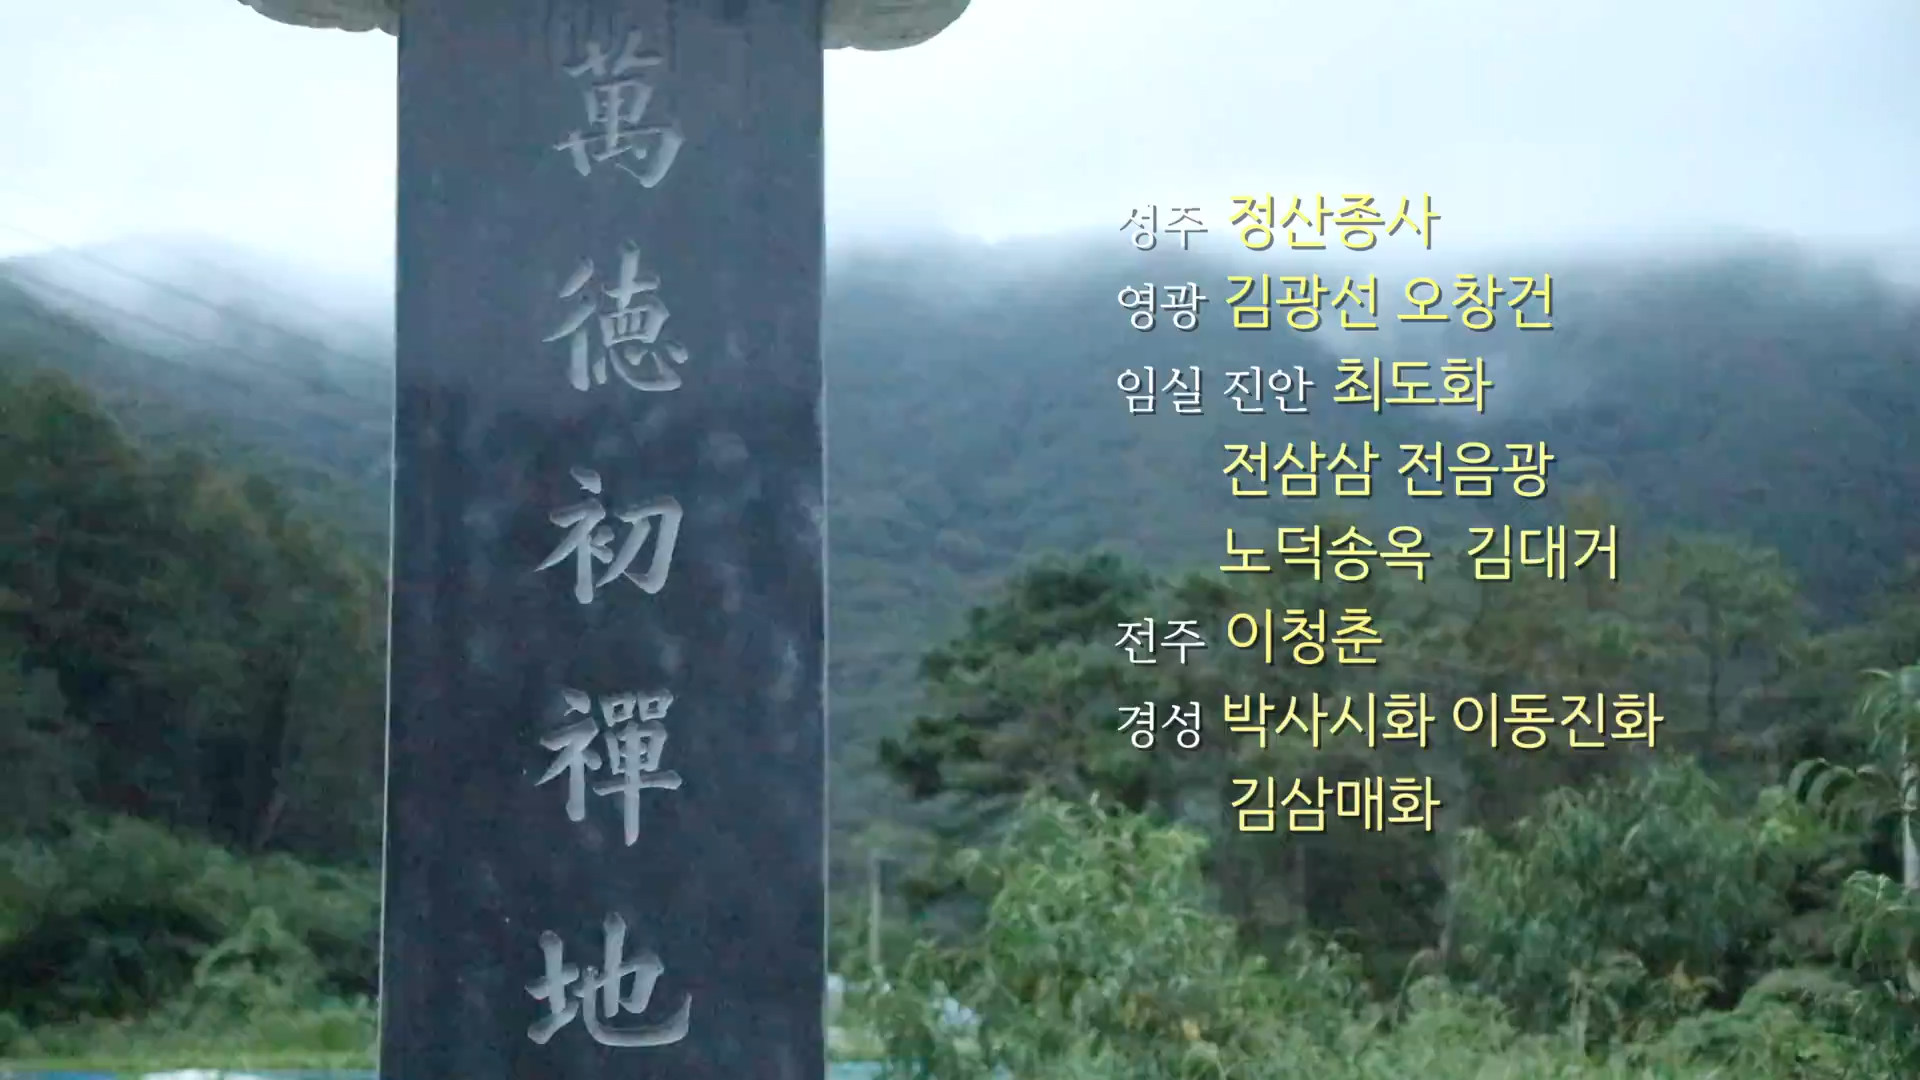 萬德初禪地
성주 정산종사
영광 김광선 오창건
임실 진안 최도화
전삼삼 전음광
노덕송옥 김대거
전주 이청춘
경성 박사시화 이동진화
김삼매화